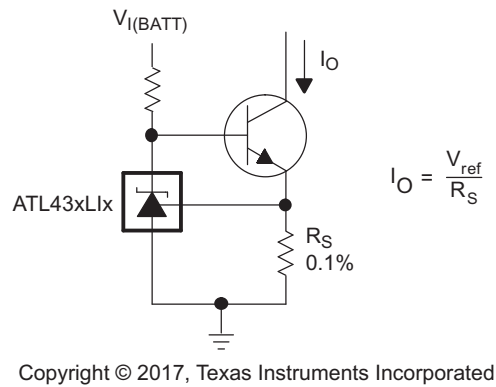 V_I(BATT)
I_O
I_O = V_ref / R_S
ATL43xLIx
R_S
0.1%
Copyright © 2017, Texas Instruments Incorporated